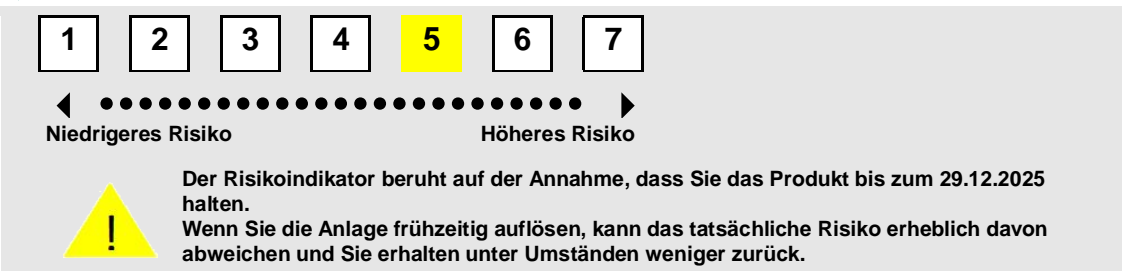 1 2 3 4 5 6 7
Niedrigeres Risiko Höheres Risiko
Der Risikoindikator beruht auf der Annahme, dass Sie das Produkt bis zum 29.12.2025
halten.
Wenn Sie die Anlage frühzeitig auflösen, kann das tatsächliche Risiko erheblich davon
abweichen und Sie erhalten unter Umständen weniger zurück.
!